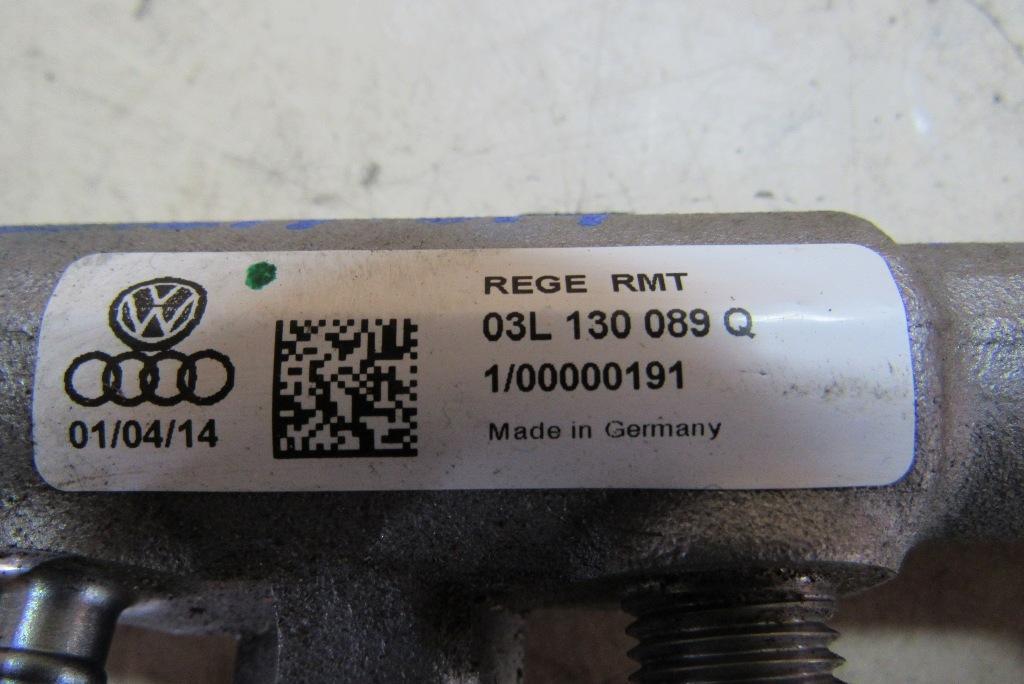 01/04/14
REGE RMT
03L 130 089 Q
1/00000191
Made in Germany